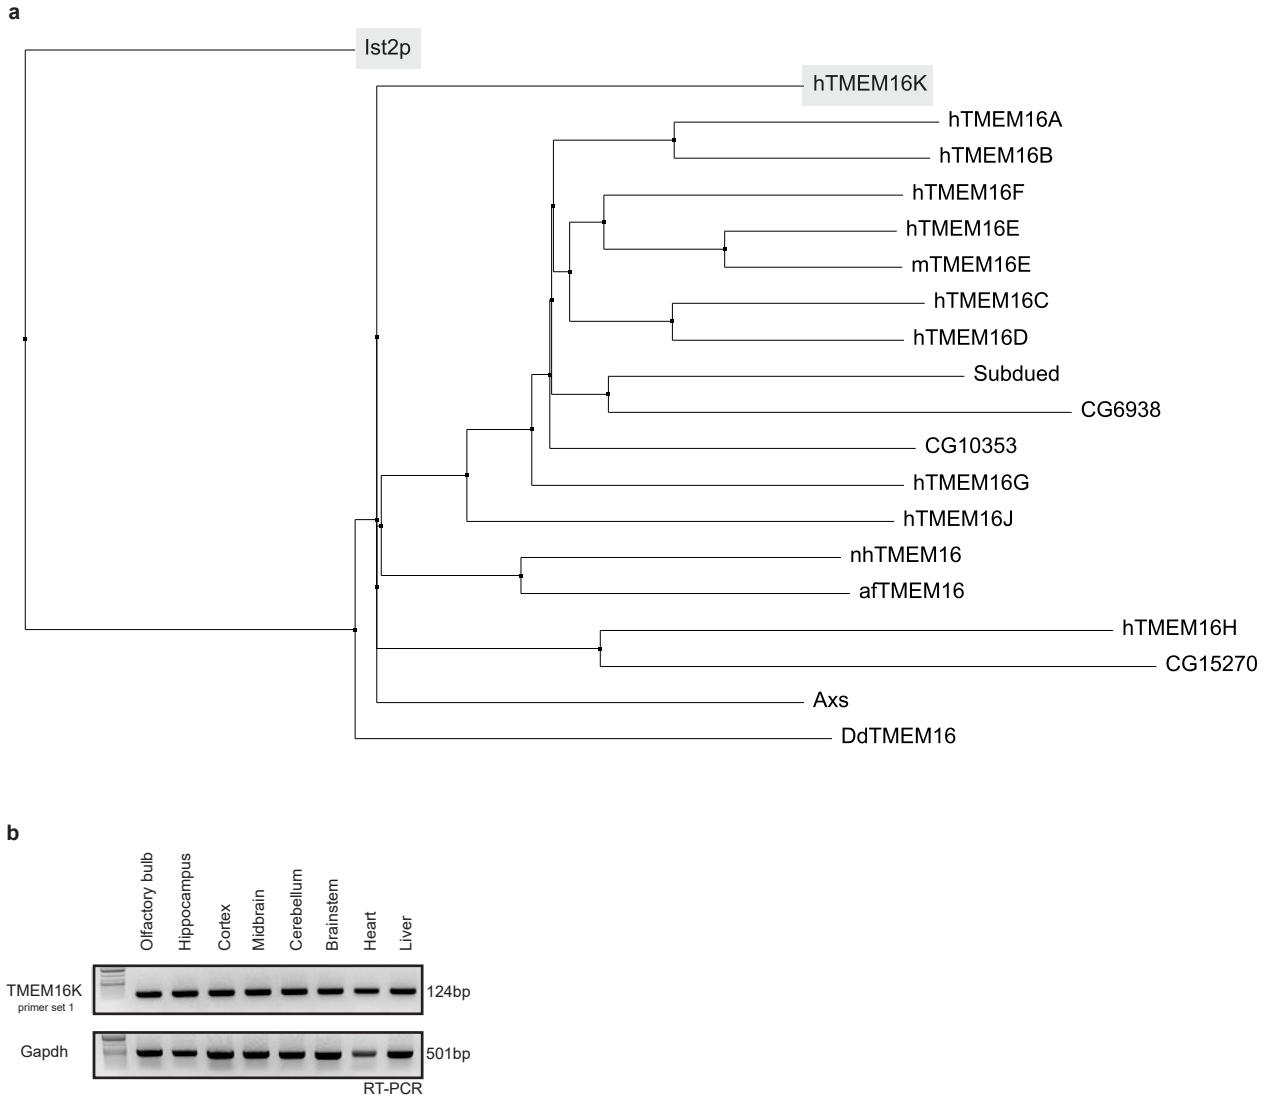 a
Ist2p
hTMEM16K
hTMEM16A
hTMEM16B
hTMEM16F
hTMEM16E
mTMEM16E
hTMEM16C
hTMEM16D
Subdued
CG6938
CG10353
hTMEM16G
hTMEM16J
nhTMEM16
afTMEM16
hTMEM16H
CG15270
Axs
DdTMEM16
b
Olfactory bulb
Hippocampus
Cortex
Midbrain
Cerebellum
Brainstem
Heart
Liver
TMEM16K
primer set 1
124bp
Gapdh
501bp
RT-PCR